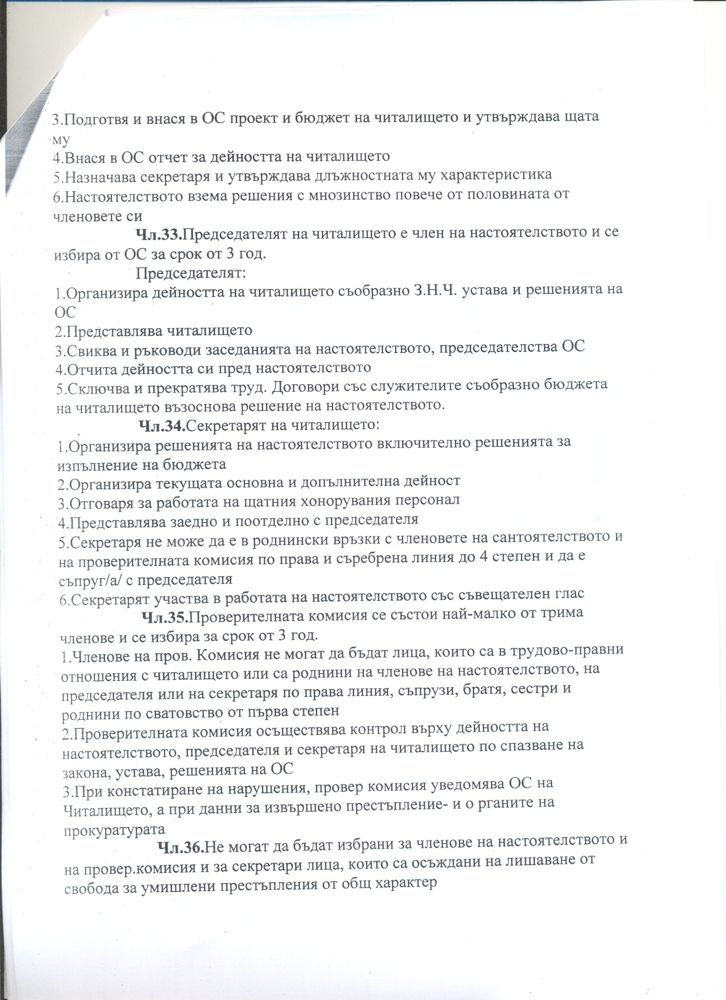 3.Подготвя и внася в ОС проект и бюджет на читалището и утвърждава щата
му
4.Внася в ОС отчет за дейността на читалището
5.Назначава секретаря и утвърждава длъжностната му характеристика
6.Настоятелството взема решения с мнозинство повече от половината от
членовете си
Чл.33.Председателят на читалището е член на настоятелството и се
избира от ОС за срок от 3 год.
Председателят:
1.Организира дейността на читалището съобразно З.Н.Ч. устава и решенията на
ОС
2.Представлява читалището
3.Свиква и ръководи заседанията на настоятелството, председателства ОС
4.Отчита дейността си пред настоятелството
5.Сключва и прекратява труд. Договори със служителите съобразно бюджета
на читалището възоснова решение на настоятелството.
Чл.34.Секретарят на читалището:
1.Организира решенията на настоятелството включително решенията за
изпълнение на бюджета
2.Организира текущата основна и допълнителна дейност
3.Отговаря за работата на щатния хонорувания персонал
4.Представлява заедно и поотделно с председателя
5.Секретаря не може да е в роднински връзки с членовете на сантоятелството и
на проверителната комисия по права и съребрена линия до 4 степен и да е
съпруг/а/ с председателя
6.Секретарят участва в работата на настоятелството със съвещателен глас
Чл.35.Проверителната комисия се състои най-малко от трима
членове и се избира за срок от 3 год.
1.Членове на пров. Комисия не могат да бъдат лица, които са в трудово-правни
отношения с читалището или са роднини на членове на настоятелството, на
председателя или на секретаря по права линия, съпрузи, братя, сестри и
роднини по сватовство от първа степен
2.Проверителната комисия осъществява контрол върху дейността на
настоятелството, председателя и секретаря на читалището по спазване на
закона, устава, решенията на ОС
3.При констатиране на нарушения, провер комисия уведомява ОС на
Читалището, а при данни за извършено престъпление- и о рганите на
прокуратурата
Чл.36.Не могат да бъдат избрани за членове на настоятелството и
на провер.комисия и за секретари лица, които са осъждани на лишаване от
свобода за умишлени престъпления от общ характер